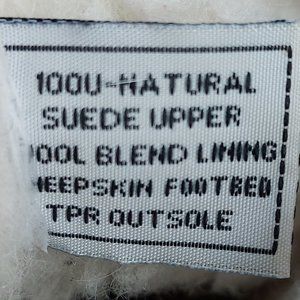 100U-NATURAL
SUEDE UPPER
OOL BLEND LINING
HEEPSKIN FOOTBED
TPR OUTSOLE